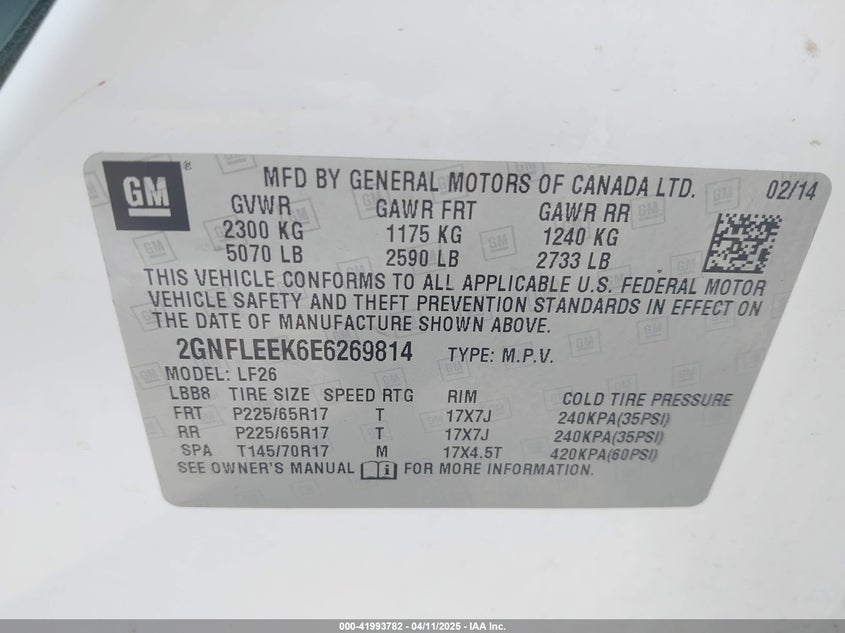 GM ® MFD BY GENERAL MOTORS OF CANADA LTD. 02/14
GVWR GAWR FRT GAWR RR
2300 KG 1175 KG 1240 KG
5070 LB 2590 LB 2733 LB
THIS VEHICLE CONFORMS TO ALL APPLICABLE U.S. FEDERAL MOTOR
VEHICLE SAFETY AND THEFT PREVENTION STANDARDS IN EFFECT ON
THE DATE OF MANUFACTURE SHOWN ABOVE.
2GNFLEEK6E6269814 TYPE: M.P.V.
MODEL: LF26
LBB8 TIRE SIZE SPEED RTG RIM COLD TIRE PRESSURE
FRT P225/65R17 T 17X7J 240KPA(35PSI)
RR P225/65R17 T 17X7J 240KPA(35PSI)
SPA T145/70R17 M 17X4.5T 420KPA(60PSI)
SEE OWNER'S MANUAL FOR MORE INFORMATION.
000-41993782 - 04/11/2025 - IAA Inc.